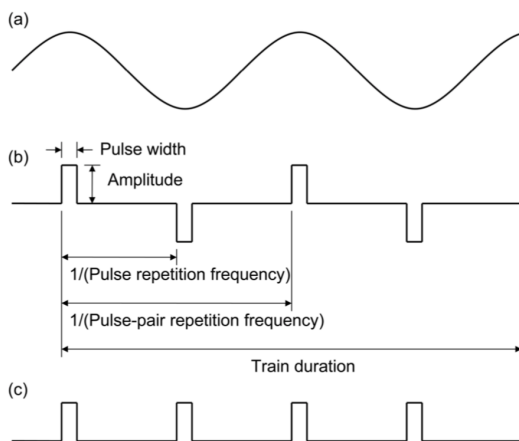 (a)
(b)
Pulse width
Amplitude
1/(Pulse repetition frequency)
1/(Pulse-pair repetition frequency)
Train duration
(c)